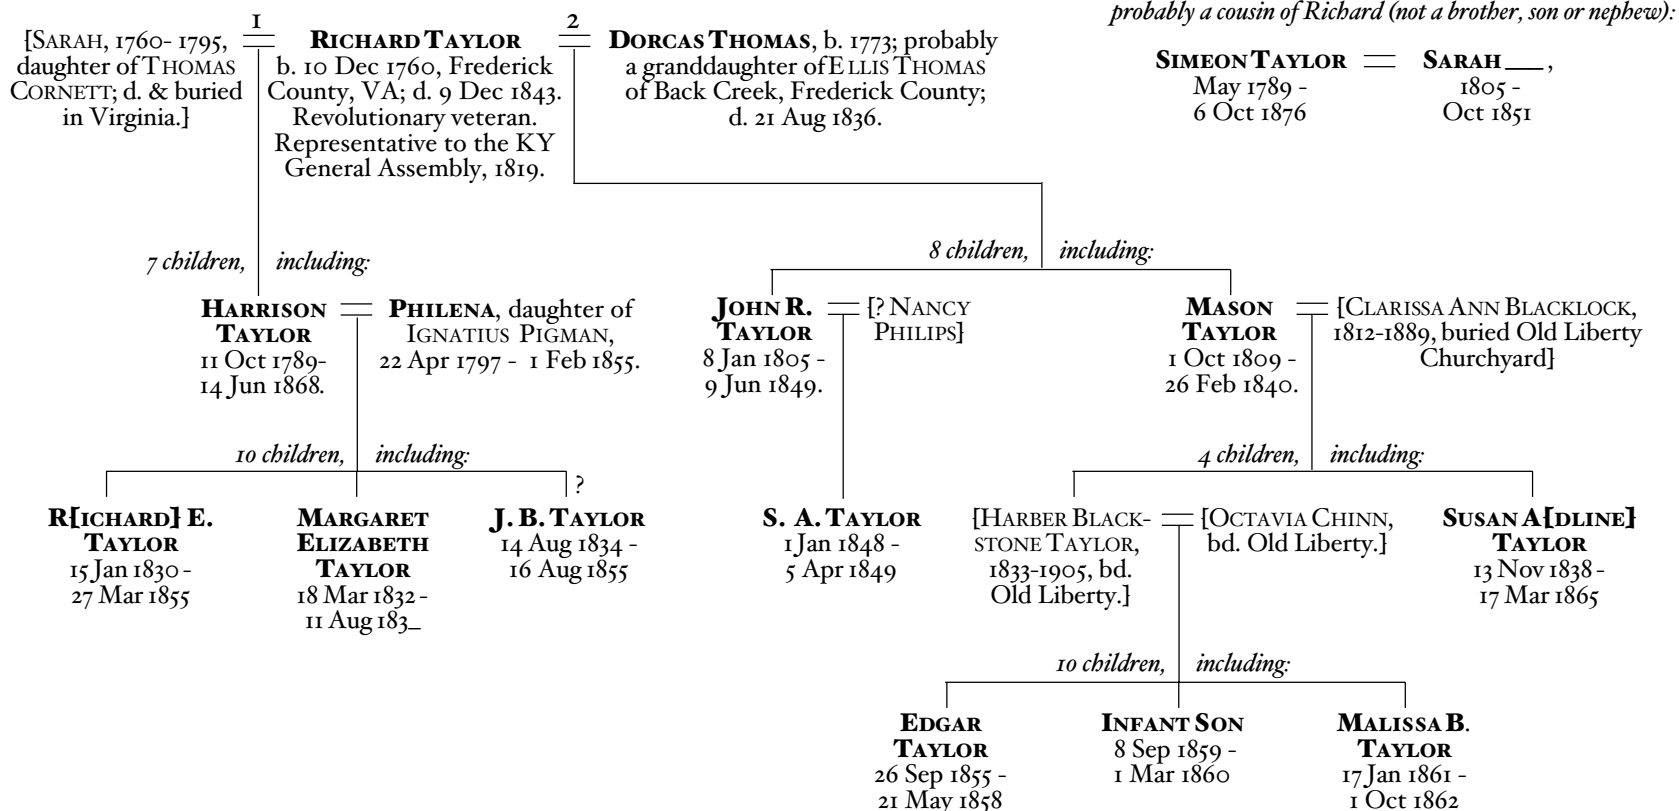 probably a cousin of Richard (not a brother, son or nephew):
1
2
[SARAH, 1760- 1795,
daughter of THOMAS
CORNETT; d. & buried
in Virginia.]
RICHARD TAYLOR
b. 10 Dec 1760, Frederick
County, VA; d. 9 Dec 1843.
Revolutionary veteran.
Representative to the KY
General Assembly, 1819.
DORCAS THOMAS, b. 1773; probably
a granddaughter of ELLIS THOMAS
of Back Creek, Frederick County;
d. 21 Aug 1836.
SIMEON TAYLOR
May 1789 -
6 Oct 1876
SARAH ___,
1805 -
Oct 1851
7 children, including:
8 children, including:
HARRISON
TAYLOR
11 Oct 1789-
14 Jun 1868.
PHILENA, daughter of
IGNATIUS PIGMAN,
22 Apr 1797 - 1 Feb 1855.
JOHN R.
TAYLOR
8 Jan 1805 -
9 Jun 1849.
[? NANCY
PHILIPS]
MASON
TAYLOR
1 Oct 1809 -
26 Feb 1840.
[CLARISSA ANN BLACKLOCK,
1812-1889, buried Old Liberty
Churchyard]
10 children, including:
4 children, including:
R[ICHARD] E.
TAYLOR
15 Jan 1830 -
27 Mar 1855
MARGARET
ELIZABETH
TAYLOR
18 Mar 1832 -
11 Aug 183_
?
J. B. TAYLOR
14 Aug 1834 -
16 Aug 1855
S. A. TAYLOR
1 Jan 1848 -
5 Apr 1849
[HARBER BLACK-
STONE TAYLOR,
1833-1905, bd.
Old Liberty.]
[OCTAVIA CHINN,
bd. Old Liberty.]
SUSAN A[DLINE]
TAYLOR
13 Nov 1838 -
17 Mar 1865
10 children, including:
EDGAR
TAYLOR
26 Sep 1855 -
21 May 1858
INFANT SON
8 Sep 1859 -
1 Mar 1860
MALISSA B.
TAYLOR
17 Jan 1861 -
1 Oct 1862